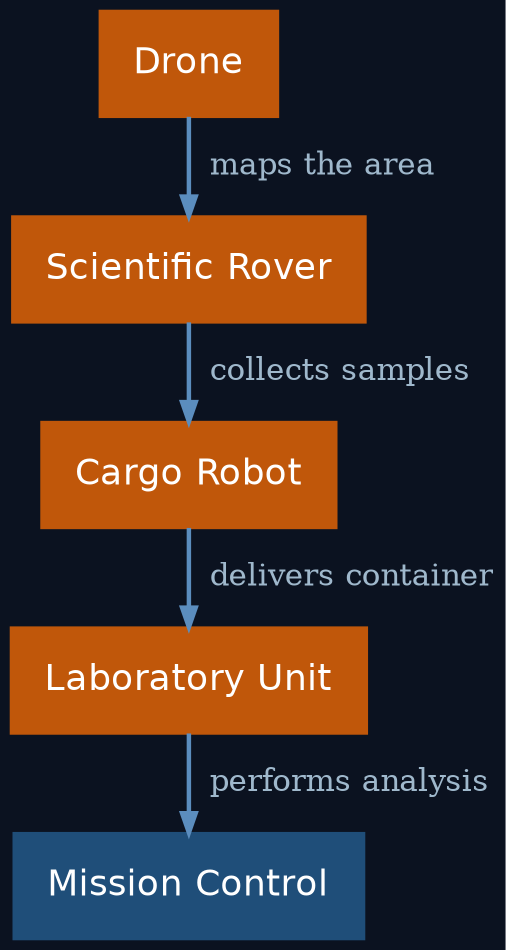 Drone
maps the area
Scientific Rover
collects samples
Cargo Robot
delivers container
Laboratory Unit
performs analysis
Mission Control